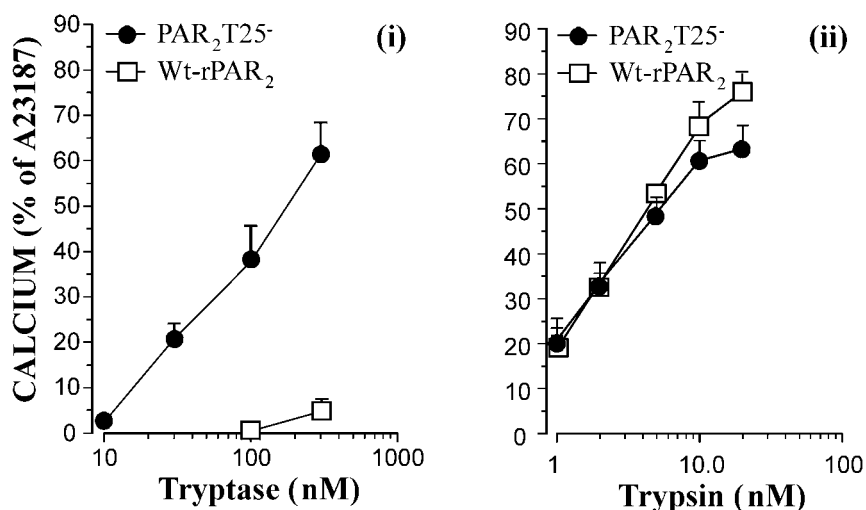 PAR₂T25⁻ (i)
Wt-rPAR₂
CALCIUM (% of A23187)
90
80
70
60
50
40
30
20
10
0
10 100 1000
Tryptase (nM)
PAR₂T25⁻ (ii)
Wt-rPAR₂
90
80
70
60
50
40
30
20
10
0
1 10.0 100
Trypsin (nM)